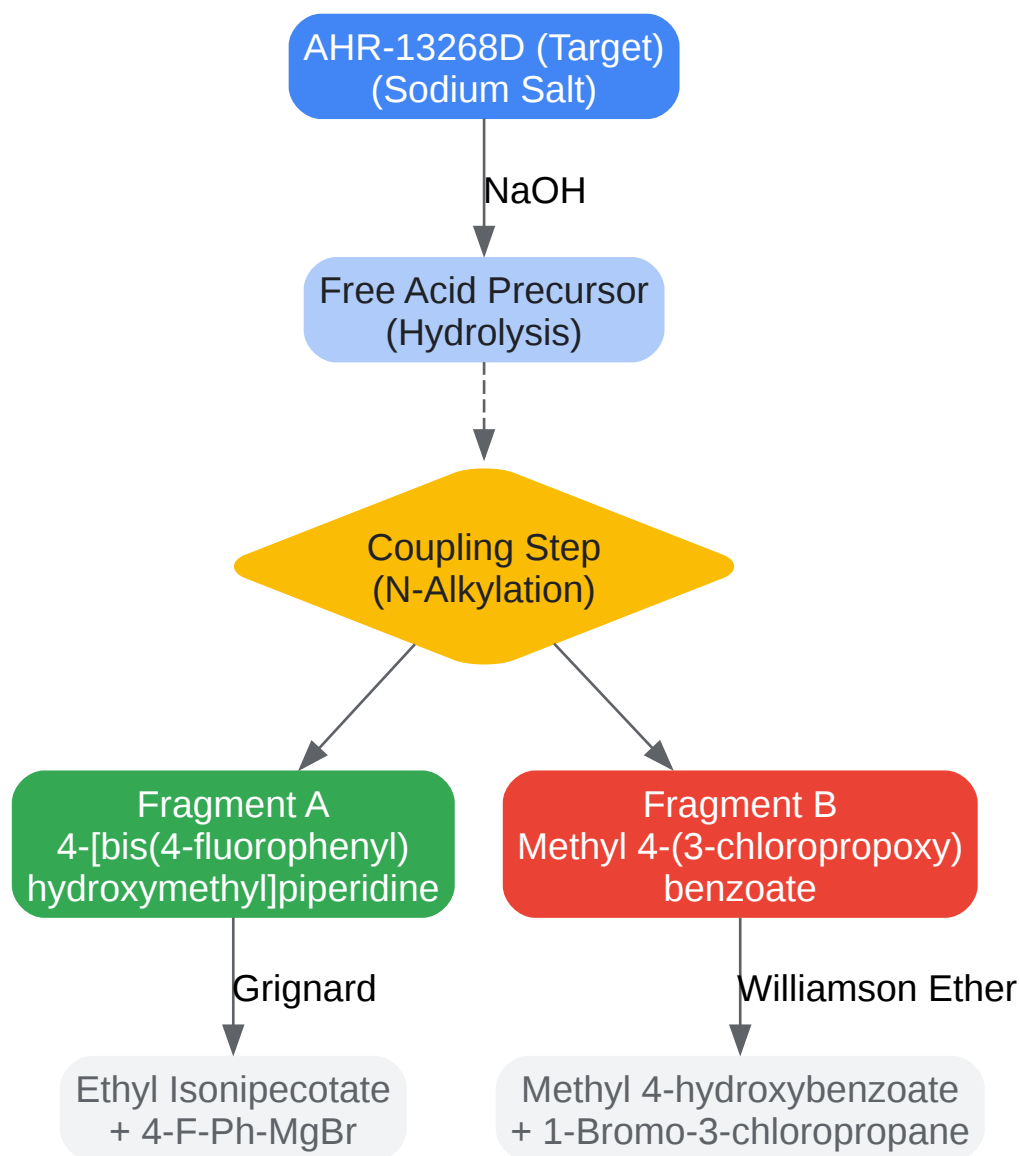 AHR-13268D (Target)
(Sodium Salt)
NaOH
Free Acid Precursor
(Hydrolysis)
Coupling Step
(N-Alkylation)
Fragment A
4-[bis(4-fluorophenyl)
hydroxymethyl]piperidine
Fragment B
Methyl 4-(3-chloropropoxy)
benzoate
Grignard
Williamson Ether
Ethyl Isonipecotate
+ 4-F-Ph-MgBr
Methyl 4-hydroxybenzoate
+ 1-Bromo-3-chloropropane